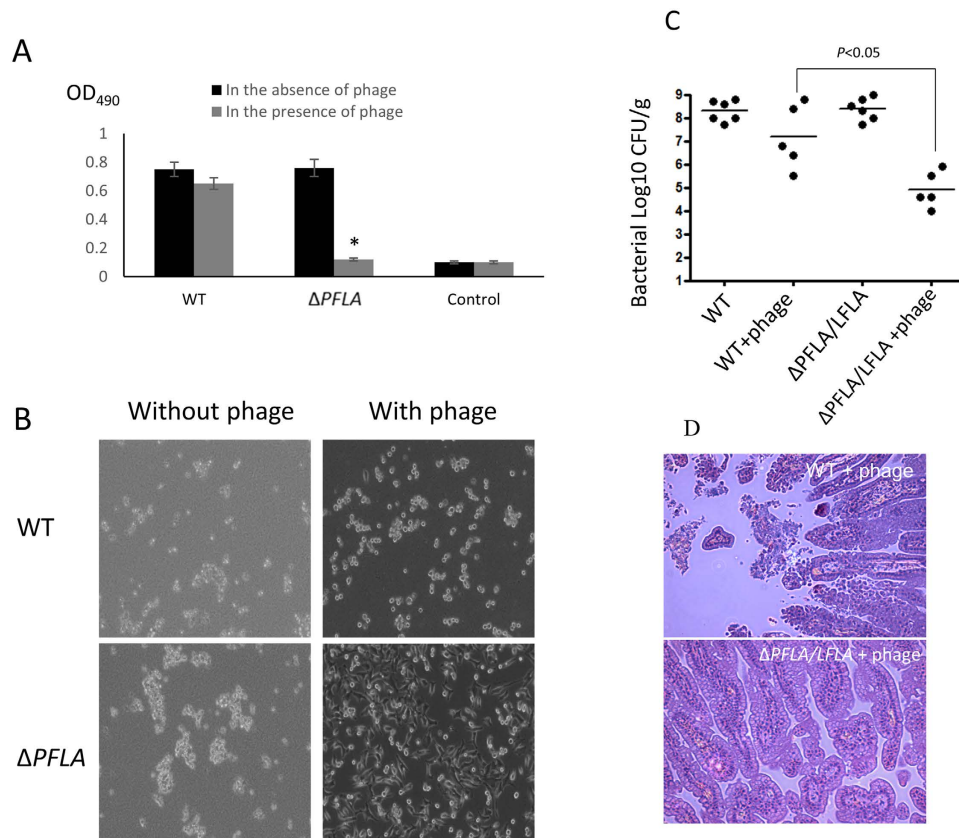 A
OD490
In the absence of phage
In the presence of phage
1
0.8
0.6
0.4
0.2
0
*
WT
ΔPFLA
Control
B
Without phage
With phage
WT
ΔPFLA
C
P<0.05
Bacterial Log10 CFU/g
9
8
7
6
5
4
3
2
1
WT
WT+phage
ΔPFLA/LFLA
ΔPFLA/LFLA +phage
D
WT + phage
ΔPFLA/LFLA + phage